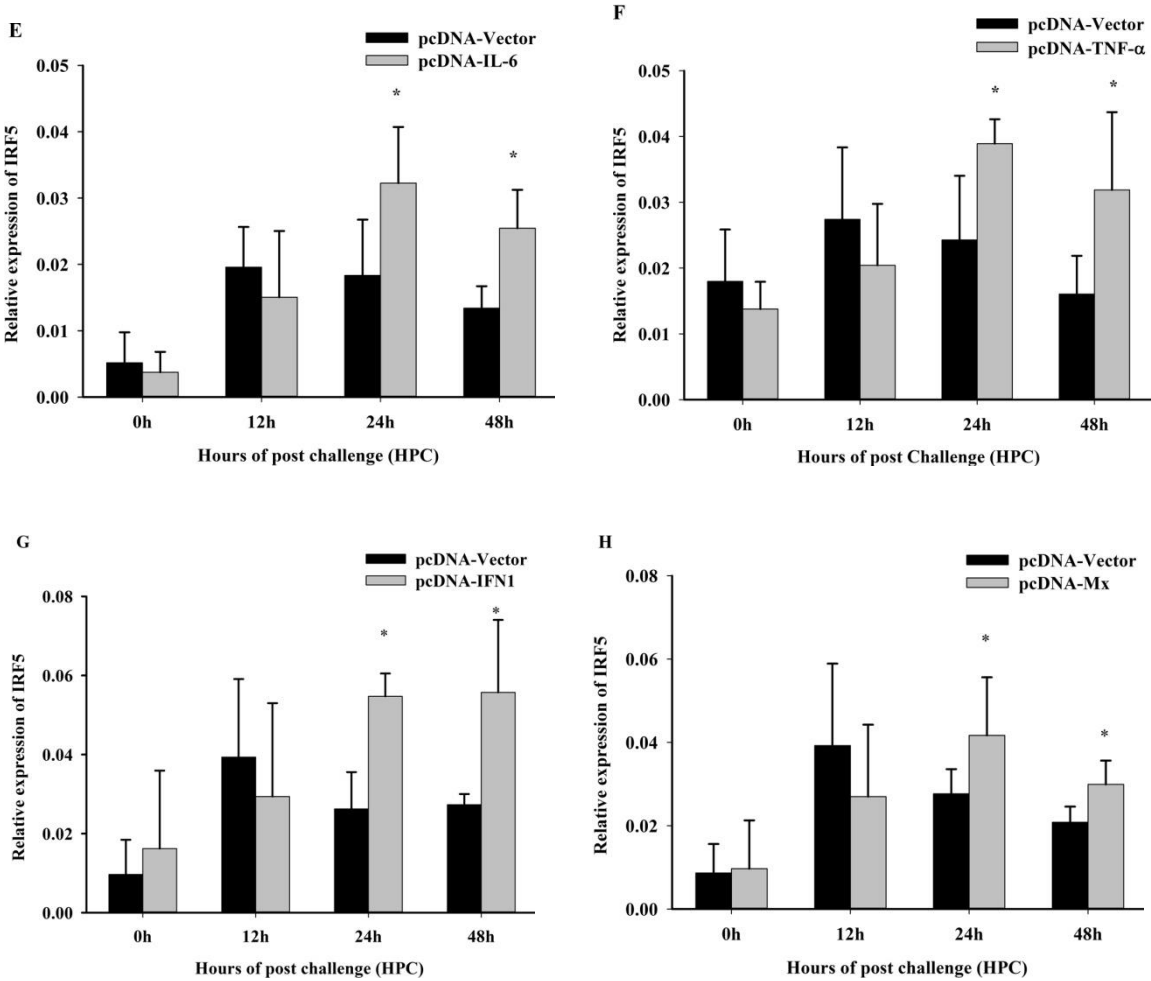 E
pcDNA-Vector
pcDNA-IL-6
Relative expression of IRF5
0.05
0.04
0.03
0.02
0.01
0.00
*
*
0h 12h 24h 48h
Hours of post challenge (HPC)
F
pcDNA-Vector
pcDNA-TNF-α
Relative expression of IRF5
0.05
0.04
0.03
0.02
0.01
0.00
* *
0h 12h 24h 48h
Hours of post Challenge (HPC)
G
pcDNA-Vector
pcDNA-IFN1
Relative expression of IRF5
0.08
0.06
0.04
0.02
0.00
*
*
0h 12h 24h 48h
Hours of post challenge (HPC)
H
pcDNA-Vector
pcDNA-Mx
Relative expression of IRF5
0.08
0.06
0.04
0.02
0.00
*
*
0h 12h 24h 48h
Hours of post challenge (HPC)